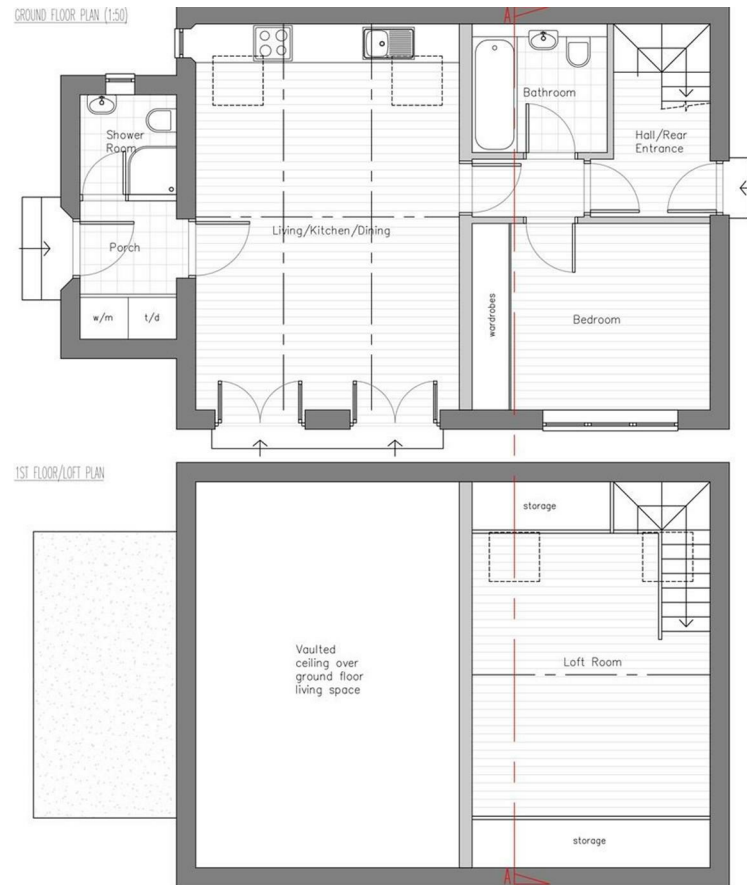 GROUND FLOOR PLAN (1:50)
A
Bathroom
Shower
Room
Hall/Rear
Entrance
Living/Kitchen/Dining
Porch
w/m
t/d
wardrobes
Bedroom
1ST FLOOR/LOFT PLAN
storage
Vaulted
ceiling over
ground floor
living space
Loft Room
storage
A